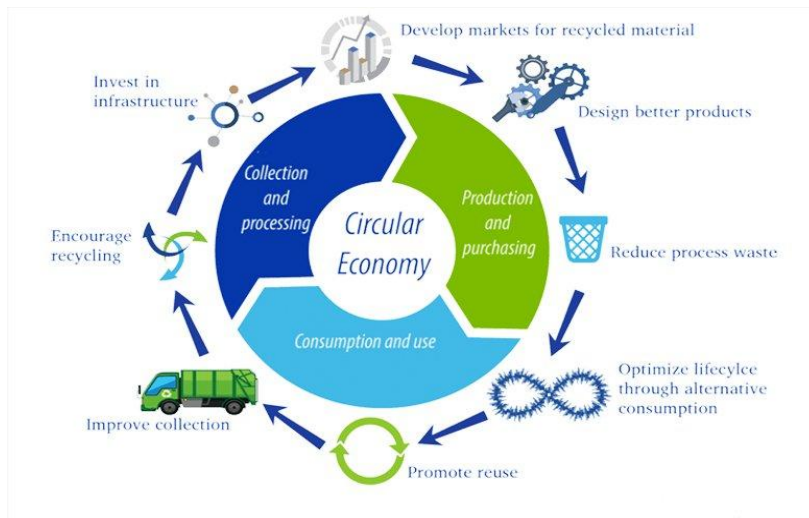 Develop markets for recycled material
Invest in
infrastructure
Design better products
Collection
and
processing
Production
and
purchasing
Circular
Economy
Encourage
recycling
Reduce process waste
Consumption and use
Optimize lifecylce
through alternative
consumption
Improve collection
Promote reuse